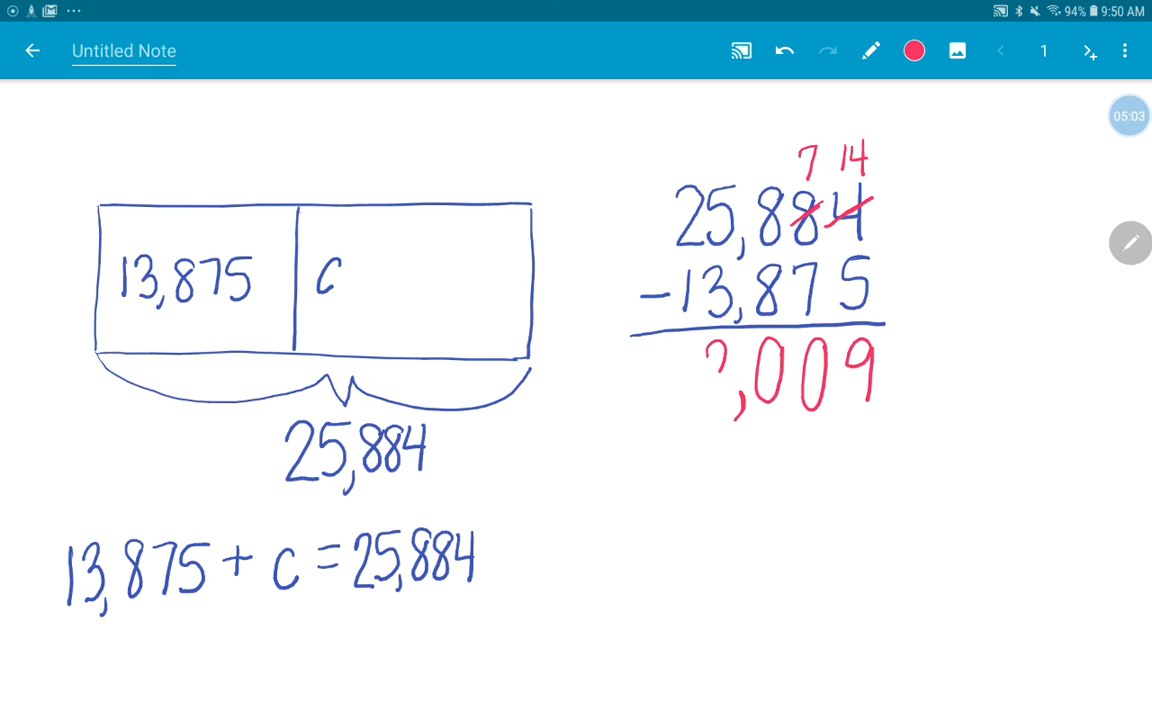 94% 9:50 AM
Untitled Note
1
05:03
13,875 C
25,884
13,875 + c = 25,884
7 14
25,884
-13,875
,009